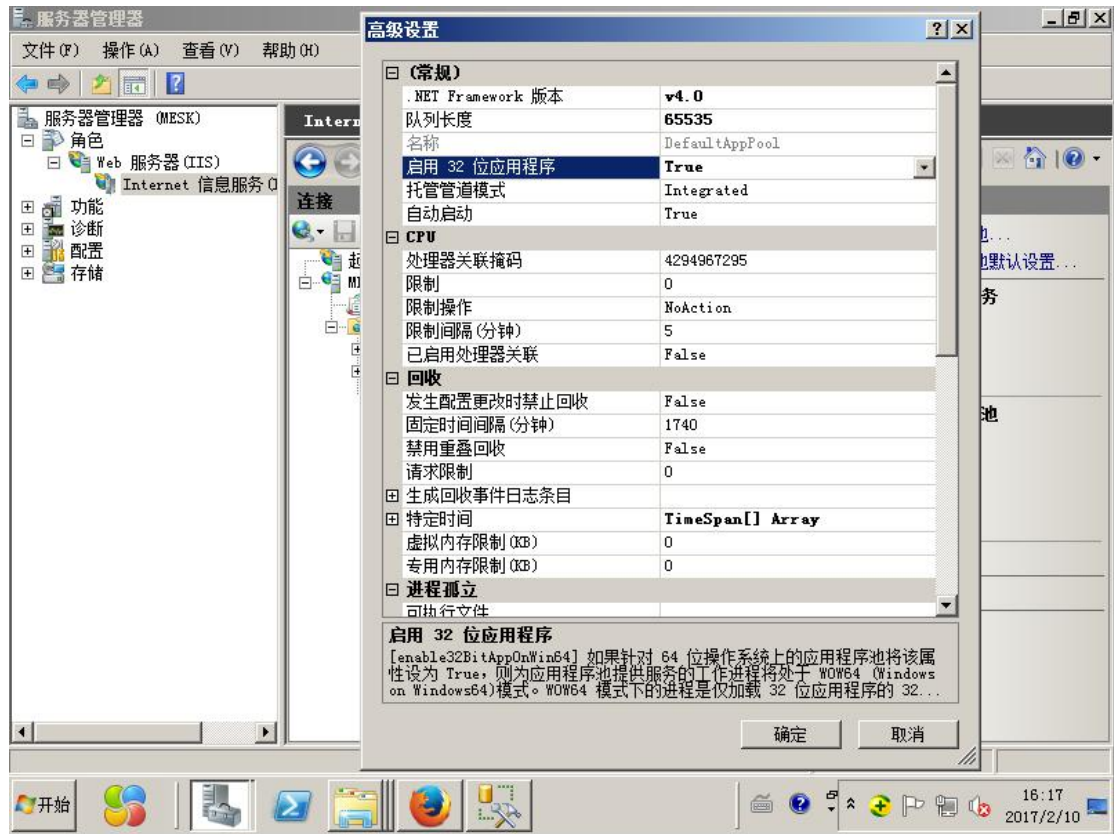 服务器管理器
文件(F) 操作(A) 查看(V) 帮助(H)
服务器管理器 (MESK)
角色
Web 服务器(IIS)
Internet 信息服务(I
功能
诊断
配置
存储
Intern
连接
起
MI
高级设置
(常规)
.NET Framework 版本 v4.0
队列长度 65535
名称 DefaultAppPool
启用 32 位应用程序 True
托管管道模式 Integrated
自动启动 True
CPU
处理器关联掩码 4294967295
限制 0
限制操作 NoAction
限制间隔(分钟) 5
已启用处理器关联 False
回收
发生配置更改时禁止回收 False
固定时间间隔(分钟) 1740
禁用重叠回收 False
请求限制 0
生成回收事件日志条目
特定时间 TimeSpan[] Array
虚拟内存限制(KB) 0
专用内存限制(KB) 0
进程孤立
可执行文件
启用 32 位应用程序
[enable32BitAppOnWin64] 如果针对 64 位操作系统上的应用程序池将该属
性设为 True，则为应用程序池提供服务的工作进程将处于 WOW64 (Windows
on Windows64)模式。WOW64 模式下的进程是仅加载 32 位应用程序的 32...
确定 取消
默认设置...
务
池
开始
16:17
2017/2/10